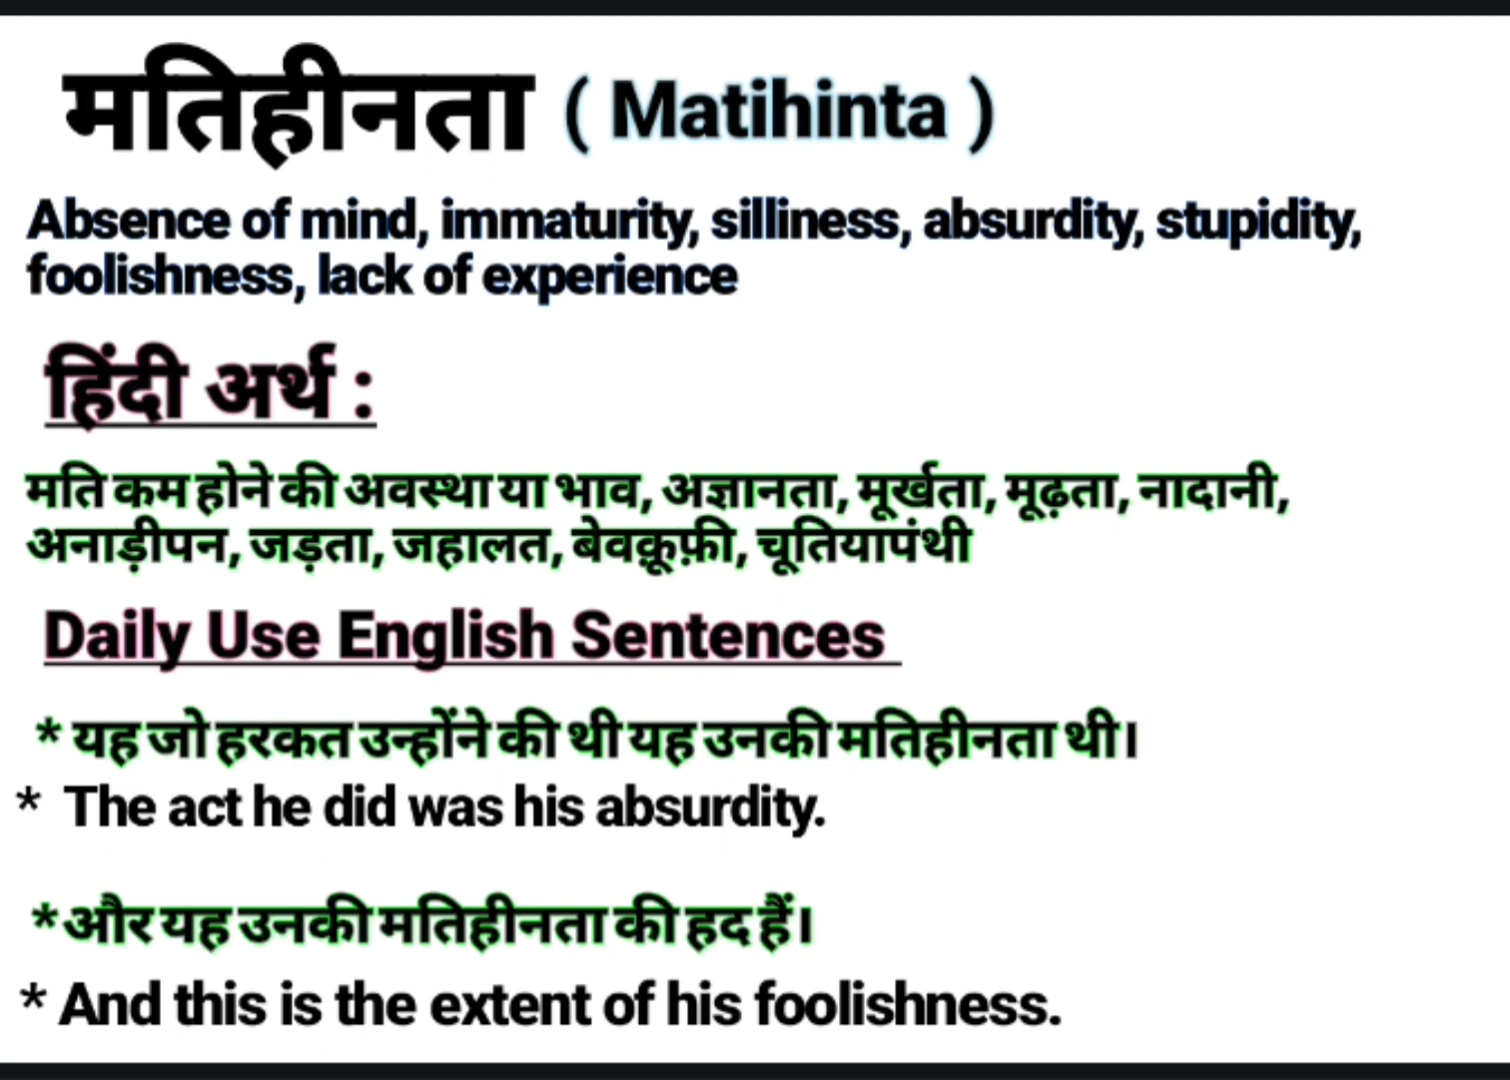 मतिहीनता ( Matihinta )
Absence of mind, immaturity, silliness, absurdity, stupidity,
foolishness, lack of experience
हिंदी अर्थ :
मति कम होने की अवस्था या भाव, अज्ञानता, मूर्खता, मूढ़ता, नादानी,
अनाड़ीपन, जड़ता, जहालत, बेवक़ूफ़ी, चूतियापंथी
Daily Use English Sentences
* यह जो हरकत उन्होंने की थी यह उनकी मतिहीनता थी।
* The act he did was his absurdity.
* और यह उनकी मतिहीनता की हद हैं।
* And this is the extent of his foolishness.